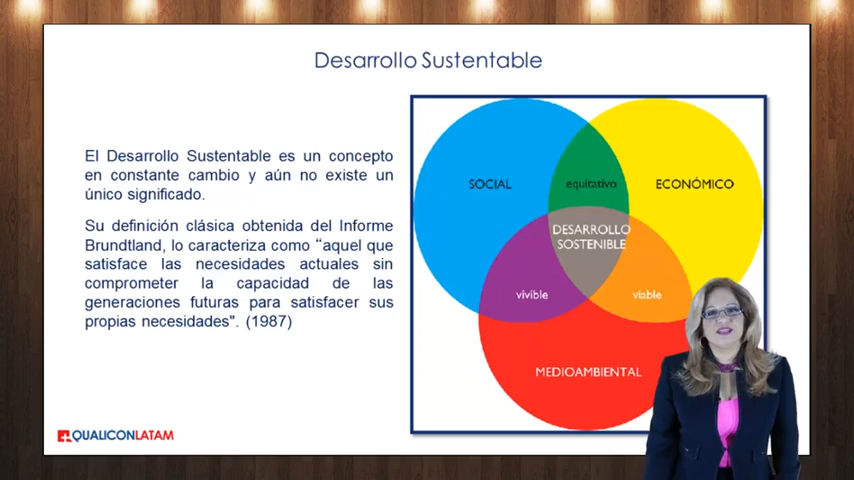 Desarrollo Sustentable
El Desarrollo Sustentable es un concepto
en constante cambio y aún no existe un
único significado.
Su definición clásica obtenida del Informe
Brundtland, lo caracteriza como “aquel que
satisface las necesidades actuales sin
comprometer la capacidad de las
generaciones futuras para satisfacer sus
propias necesidades". (1987)
SOCIAL
equitativo
ECONÓMICO
DESARROLLO
SOSTENIBLE
vivible
viable
MEDIOAMBIENTAL
QUALICONLATAM